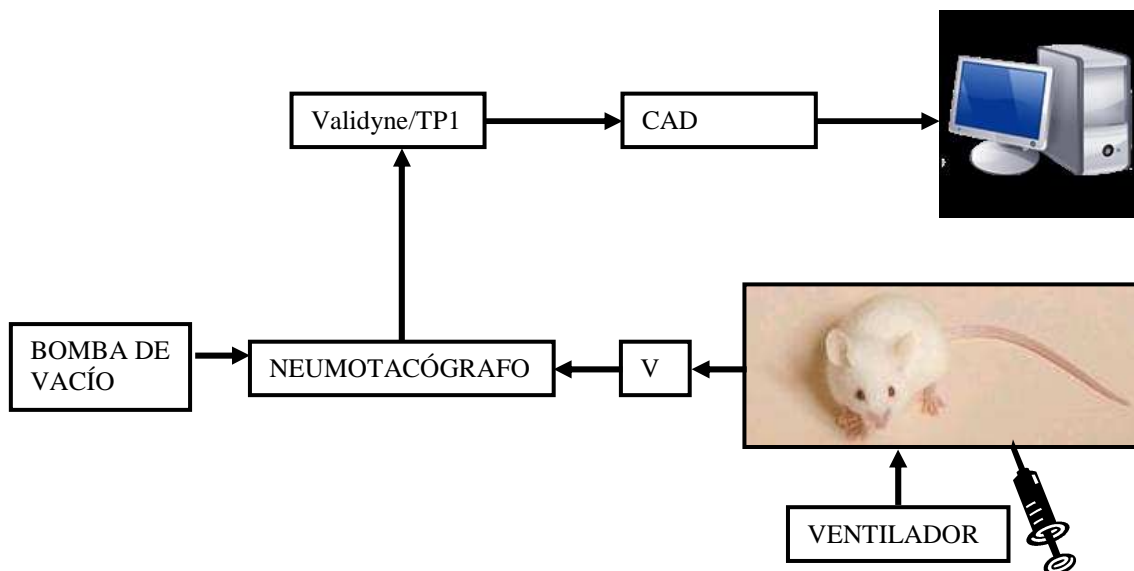 Validyne/TP1
CAD
BOMBA DE
VACÍO
NEUMOTACÓGRAFO
V
VENTILADOR